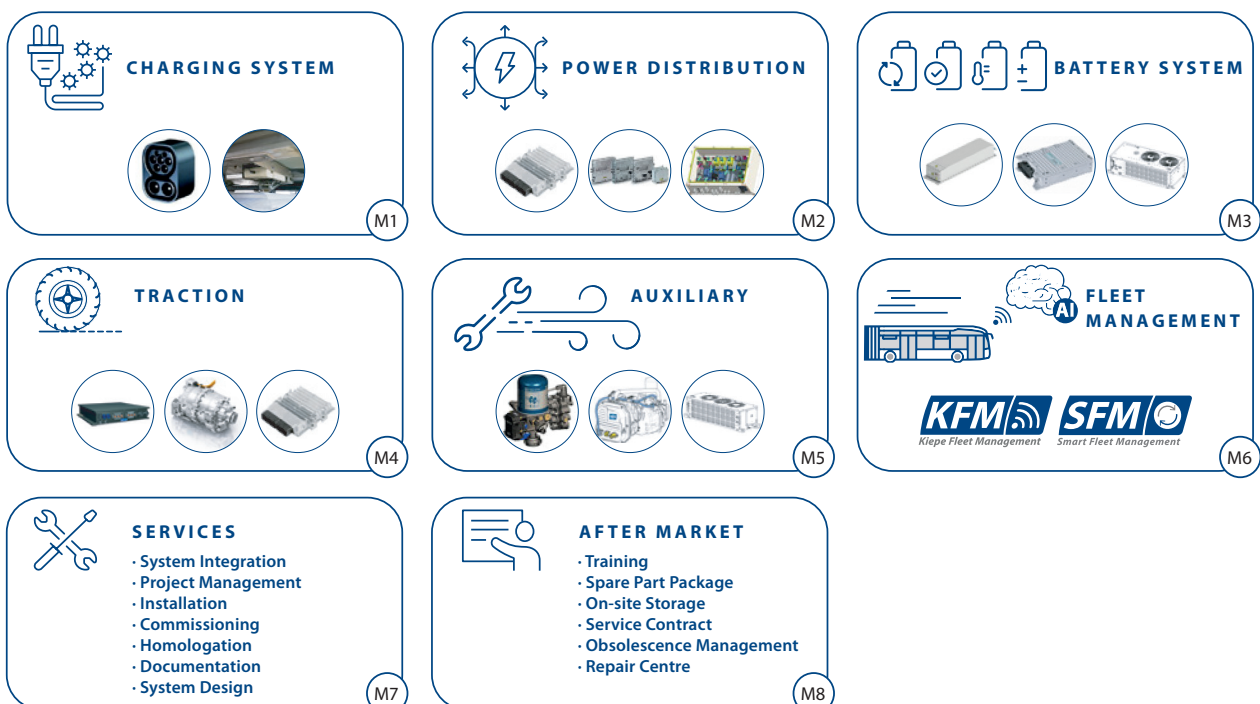 CHARGING SYSTEM
M1
POWER DISTRIBUTION
M2
BATTERY SYSTEM
M3
TRACTION
M4
AUXILIARY
M5
AI
FLEET
MANAGEMENT
KFM
Kiepe Fleet Management
SFM
Smart Fleet Management
M6
SERVICES
· System Integration
· Project Management
· Installation
· Commissioning
· Homologation
· Documentation
· System Design
M7
AFTER MARKET
· Training
· Spare Part Package
· On-site Storage
· Service Contract
· Obsolescence Management
· Repair Centre
M8